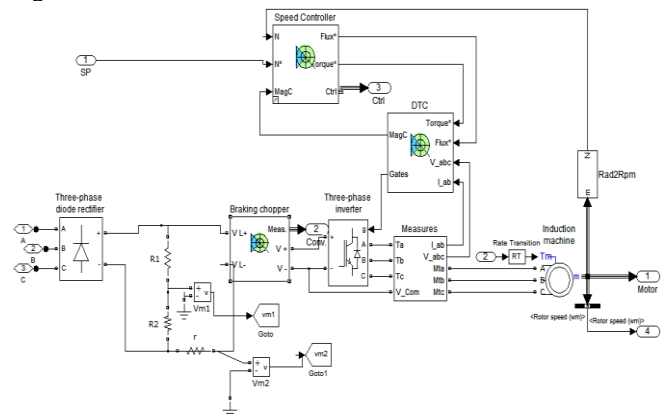 Speed Controller
N
Flux*
N*
Torque*
MagC
Ctrl
1
SP
3
Ctrl
DTC
MagC
Torque*
Flux*
Gates
V_abc
I_ab
N
E
Rad2Rpm
Three-phase
diode rectifier
Braking chopper
Three-phase
inverter
Measures
Induction
machine
1
A
2
B
3
C
A
B
C
+
-
R1
R2
r
V L+
V L-
Meas.
V +
V -
2
Conv.
g
+
-
A
B
C
Ta
Tb
Tc
V_Com
I_ab
V_abc
Mta
Mtb
Mtc
Rate Transition
2
RT
Tm
A
B
C
m
1
Motor
<Rotor speed (wm)>
<Rotor speed (wm)>
4
+
-
v
Vm1
vm1
Goto
+
-
v
Vm2
vm2
Goto1